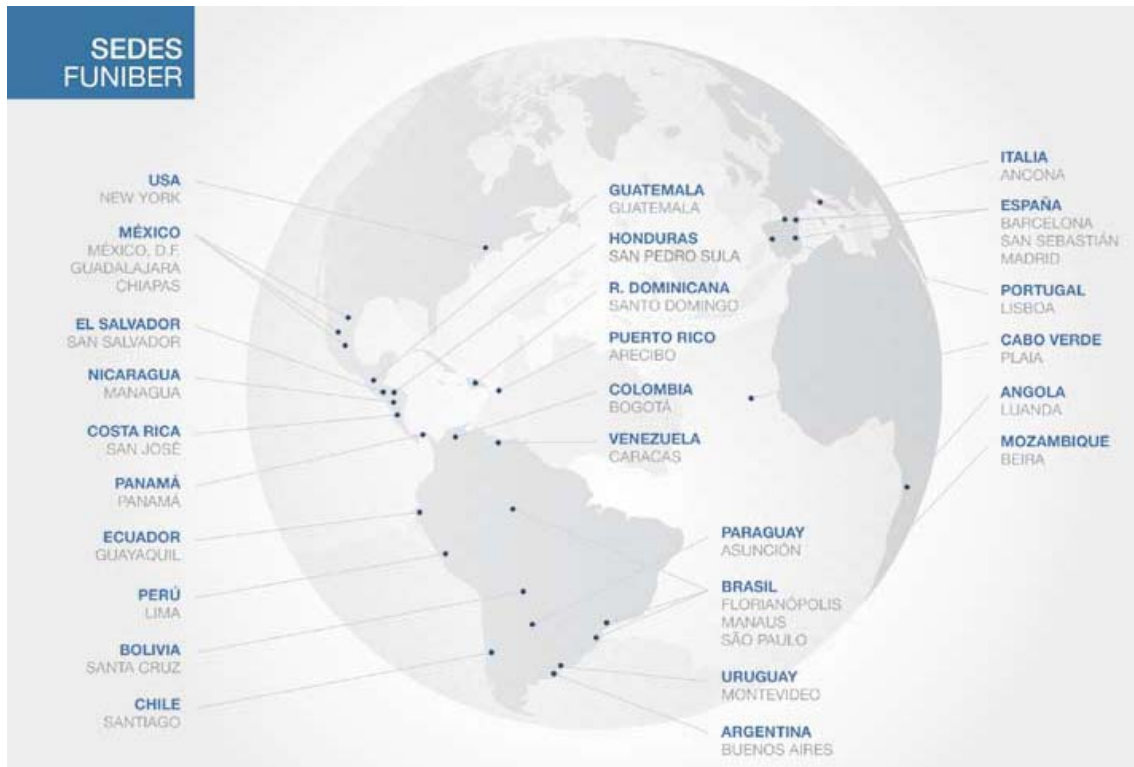 SEDES
FUNIBER
USA
NEW YORK
MÉXICO
MÉXICO, D.F.
GUADALAJARA
CHIAPAS
EL SALVADOR
SAN SALVADOR
NICARAGUA
MANAGUA
COSTA RICA
SAN JOSÉ
PANAMÁ
PANAMÁ
ECUADOR
GUAYAQUIL
PERÚ
LIMA
BOLIVIA
SANTA CRUZ
CHILE
SANTIAGO
GUATEMALA
GUATEMALA
HONDURAS
SAN PEDRO SULA
R. DOMINICANA
SANTO DOMINGO
PUERTO RICO
ARECIBO
COLOMBIA
BOGOTÁ
VENEZUELA
CARACAS
PARAGUAY
ASUNCIÓN
BRASIL
FLORIANÓPOLIS
MANAUS
SÃO PAULO
URUGUAY
MONTEVIDEO
ARGENTINA
BUENOS AIRES
ITALIA
ANCONA
ESPAÑA
BARCELONA
SAN SEBASTIÁN
MADRID
PORTUGAL
LISBOA
CABO VERDE
PLAIA
ANGOLA
LUANDA
MOZAMBIQUE
BEIRA